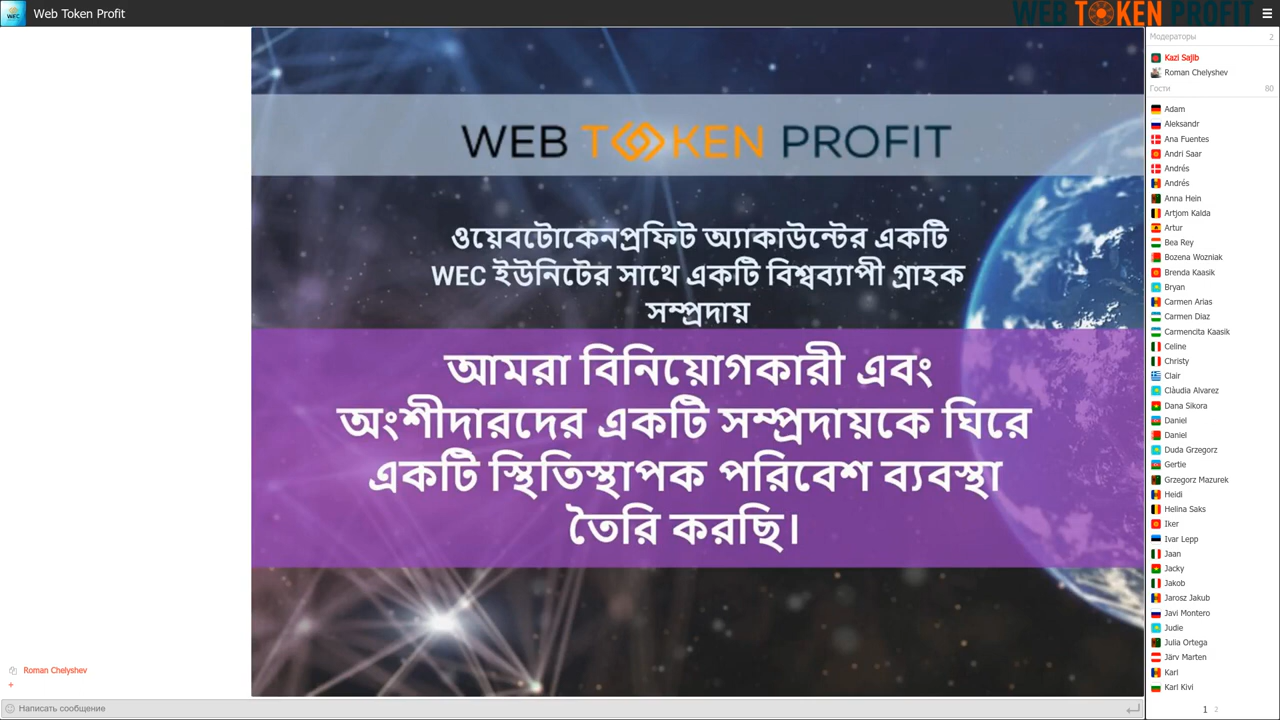 WEC
Web Token Profit
WEB TOKEN PROFIT
WEB TOKEN PROFIT
ওয়েবটোকেনপ্রফিট অ্যাকাউন্টের একটি
WEC ইউনিটের সাথে একটি বিশ্বব্যাপী গ্রাহক
সম্প্রদায়
আমরা বিনিয়োগকারী এবং
অংশীদারদের একটি সম্প্রদায়কে ঘিরে
একটি স্থিতিস্থাপক পরিবেশ ব্যবস্থা
তৈরি করছি।
Roman Chelyshev
+
Написать сообщение
Модераторы 2
Kazi Sajib
Roman Chelyshev
Гости 80
Adam
Aleksandr
Ana Fuentes
Andri Saar
Andrés
Andrés
Anna Hein
Artjom Kalda
Artur
Bea Rey
Bozena Wozniak
Brenda Kaasik
Bryan
Carmen Arias
Carmen Diaz
Carmencita Kaasik
Celine
Christy
Clair
Clàudia Alvarez
Dana Sikora
Daniel
Daniel
Duda Grzegorz
Gertie
Grzegorz Mazurek
Heidi
Helina Saks
Iker
Ivar Lepp
Jaan
Jacky
Jakob
Jarosz Jakub
Javi Montero
Judie
Julia Ortega
Järv Marten
Karl
Karl Kivi
1 2